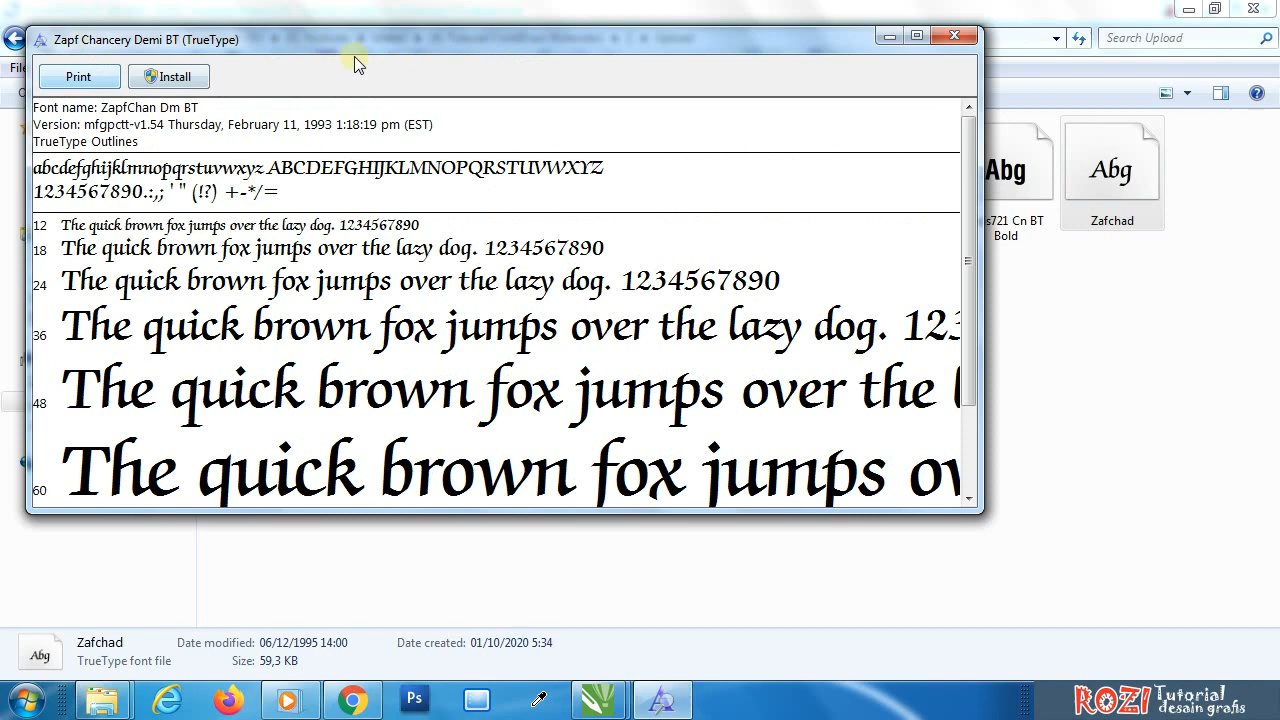 Zapf Chancery Demi BT (TrueType)
Search Upload
Print
Install
Font name: ZapfChan Dm BT
Version: mfgpctt-v1.54 Thursday, February 11, 1993 1:18:19 pm (EST)
TrueType Outlines
abcdefghijklmnopqrstuvwxyz ABCDEFGHIJKLMNOPQRSTUVWXYZ
1234567890.:,; ' " (!?) +-*/=
12 The quick brown fox jumps over the lazy dog. 1234567890
18 The quick brown fox jumps over the lazy dog. 1234567890
24 The quick brown fox jumps over the lazy dog. 1234567890
36 The quick brown fox jumps over the lazy dog. 123
48 The quick brown fox jumps over the l
60 The quick brown fox jumps ov
Abg
Abg
s721 Cn BT
Bold
Zafchad
Abg
Zafchad
Date modified: 06/12/1995 14:00
Date created: 01/10/2020 5:34
TrueType font file
Size: 59,3 KB
Ps
ROZI Tutorial
desain grafis